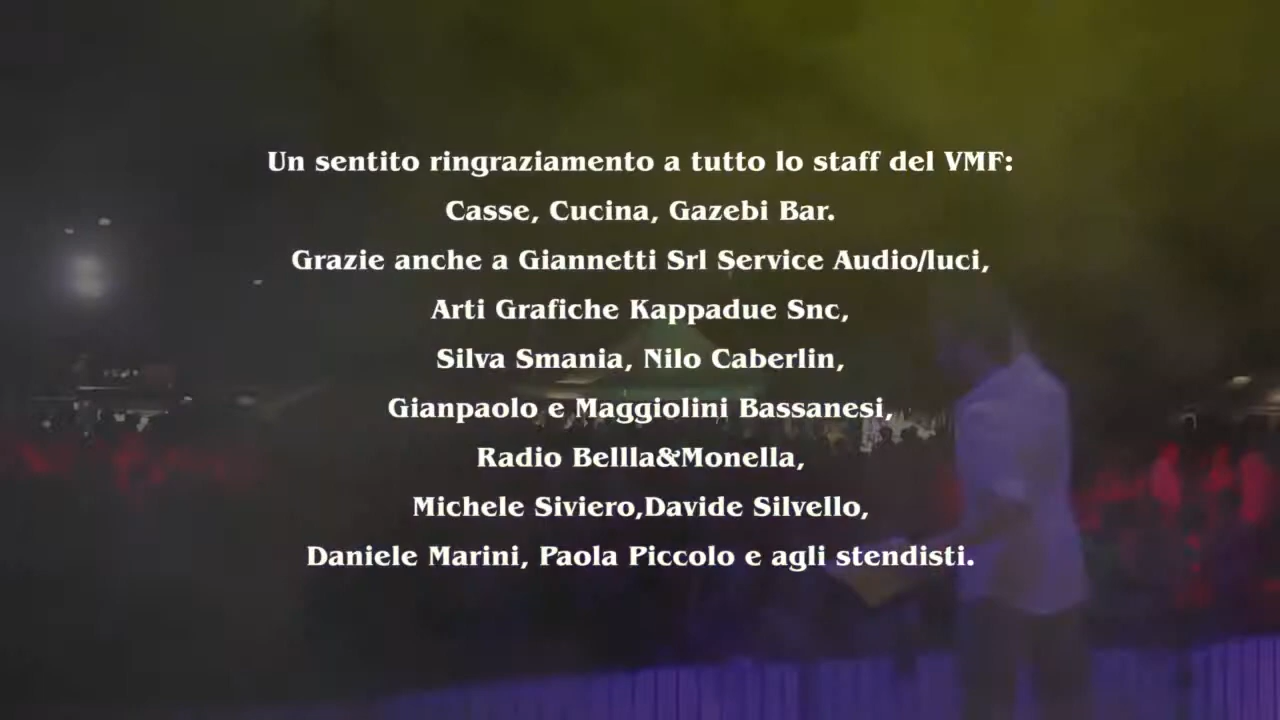 Un sentito ringraziamento a tutto lo staff del VMF:
Casse, Cucina, Gazebi Bar.
Grazie anche a Giannetti Srl Service Audio/luci,
Arti Grafiche Kappadue Snc,
Silva Smania, Nilo Caberlin,
Gianpaolo e Maggiolini Bassanesi,
Radio Bellla&Monella,
Michele Siviero,Davide Silvello,
Daniele Marini, Paola Piccolo e agli stendisti.